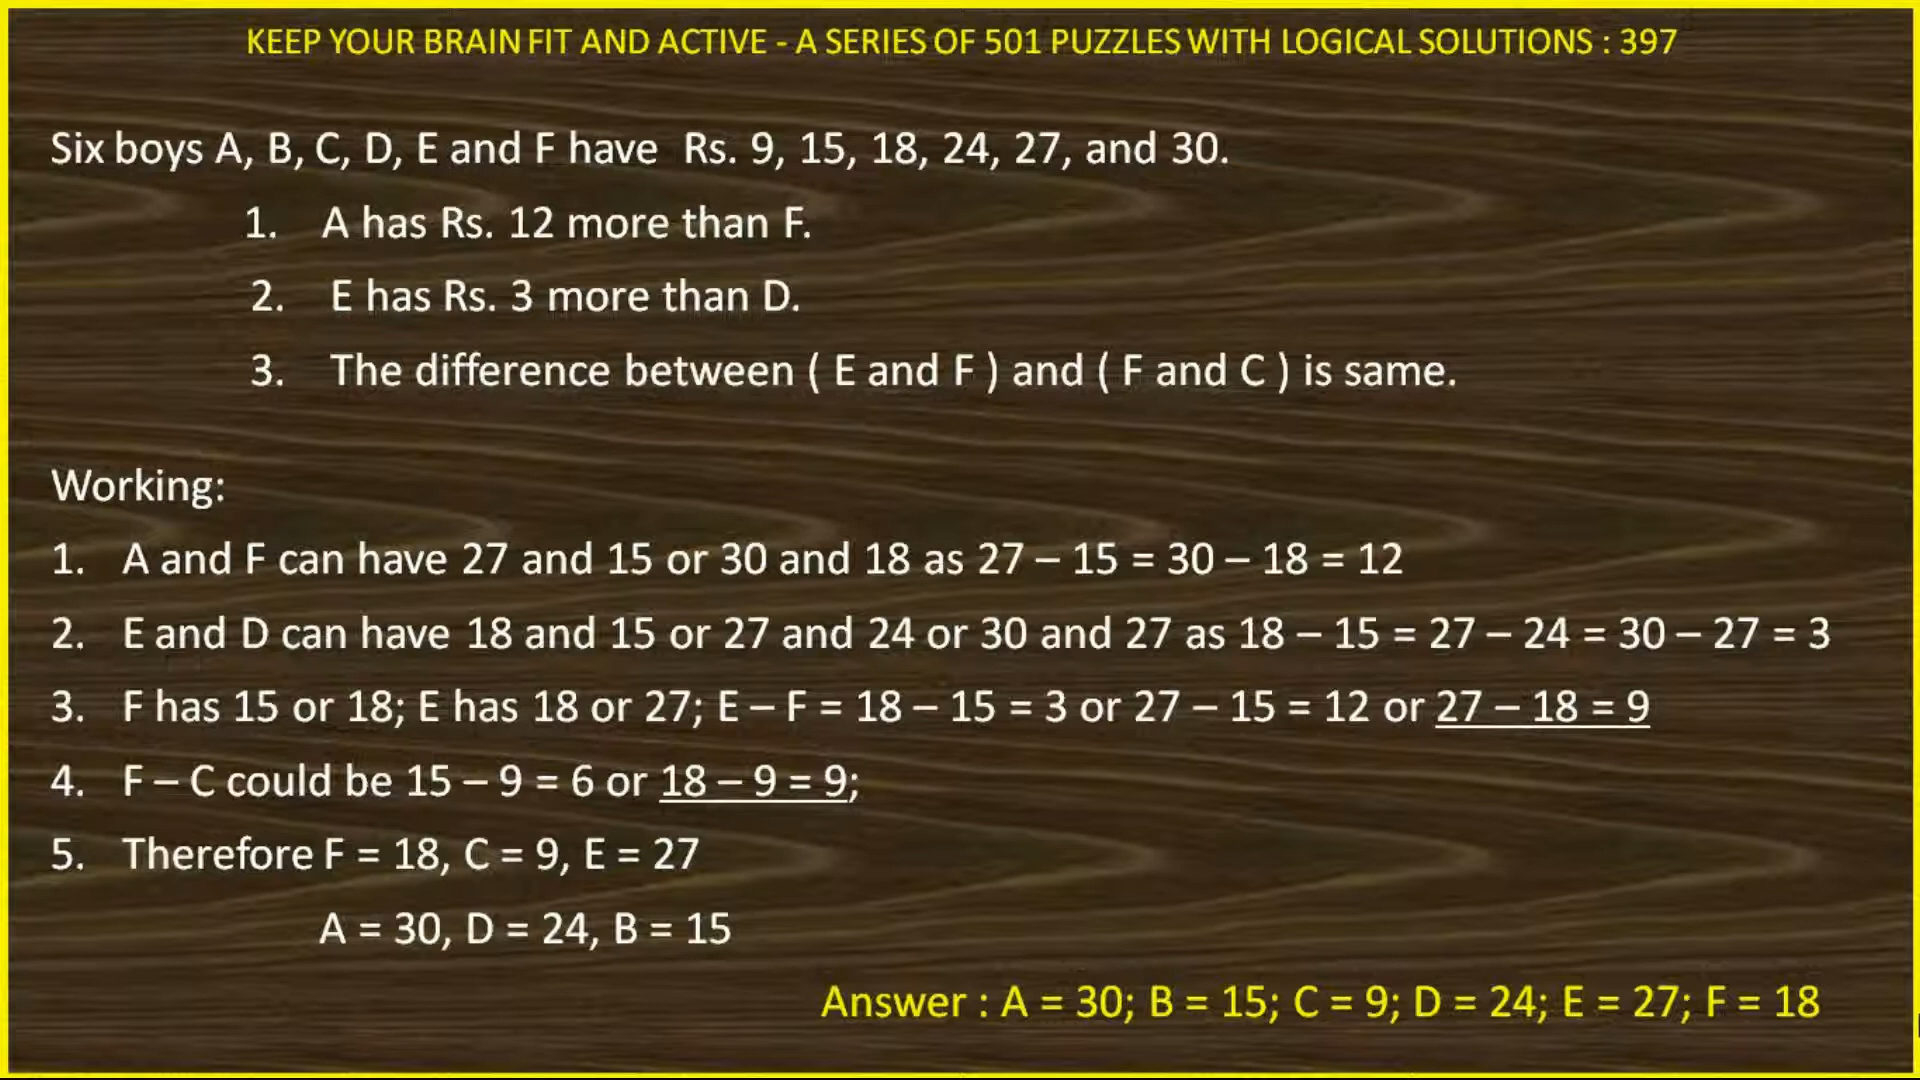 KEEP YOUR BRAIN FIT AND ACTIVE - A SERIES OF 501 PUZZLES WITH LOGICAL SOLUTIONS : 397
Six boys A, B, C, D, E and F have Rs. 9, 15, 18, 24, 27, and 30.
1. A has Rs. 12 more than F.
2. E has Rs. 3 more than D.
3. The difference between ( E and F ) and ( F and C ) is same.
Working:
1. A and F can have 27 and 15 or 30 and 18 as 27 – 15 = 30 – 18 = 12
2. E and D can have 18 and 15 or 27 and 24 or 30 and 27 as 18 – 15 = 27 – 24 = 30 – 27 = 3
3. F has 15 or 18; E has 18 or 27; E – F = 18 – 15 = 3 or 27 – 15 = 12 or 27 – 18 = 9
4. F – C could be 15 – 9 = 6 or 18 – 9 = 9;
5. Therefore F = 18, C = 9, E = 27
A = 30, D = 24, B = 15
Answer : A = 30; B = 15; C = 9; D = 24; E = 27; F = 18